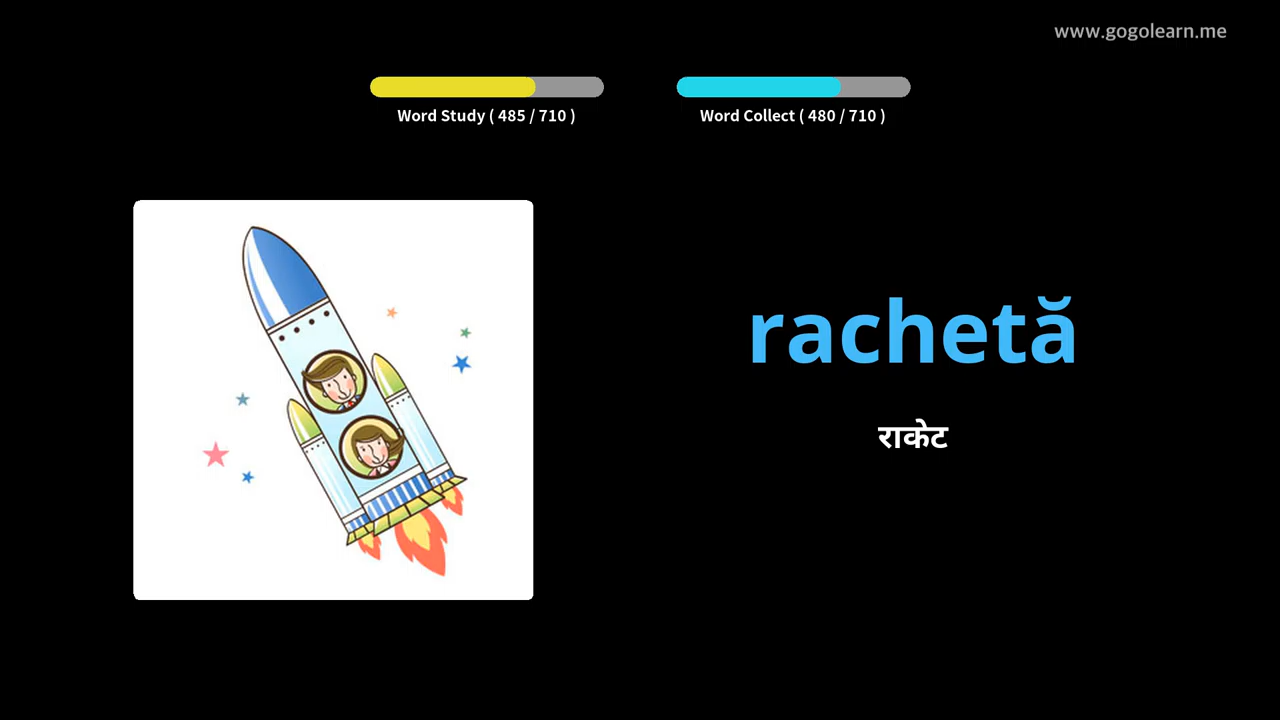 www.gogolearn.me
Word Study ( 485 / 710 )
Word Collect ( 480 / 710 )
rachetă
राकेट